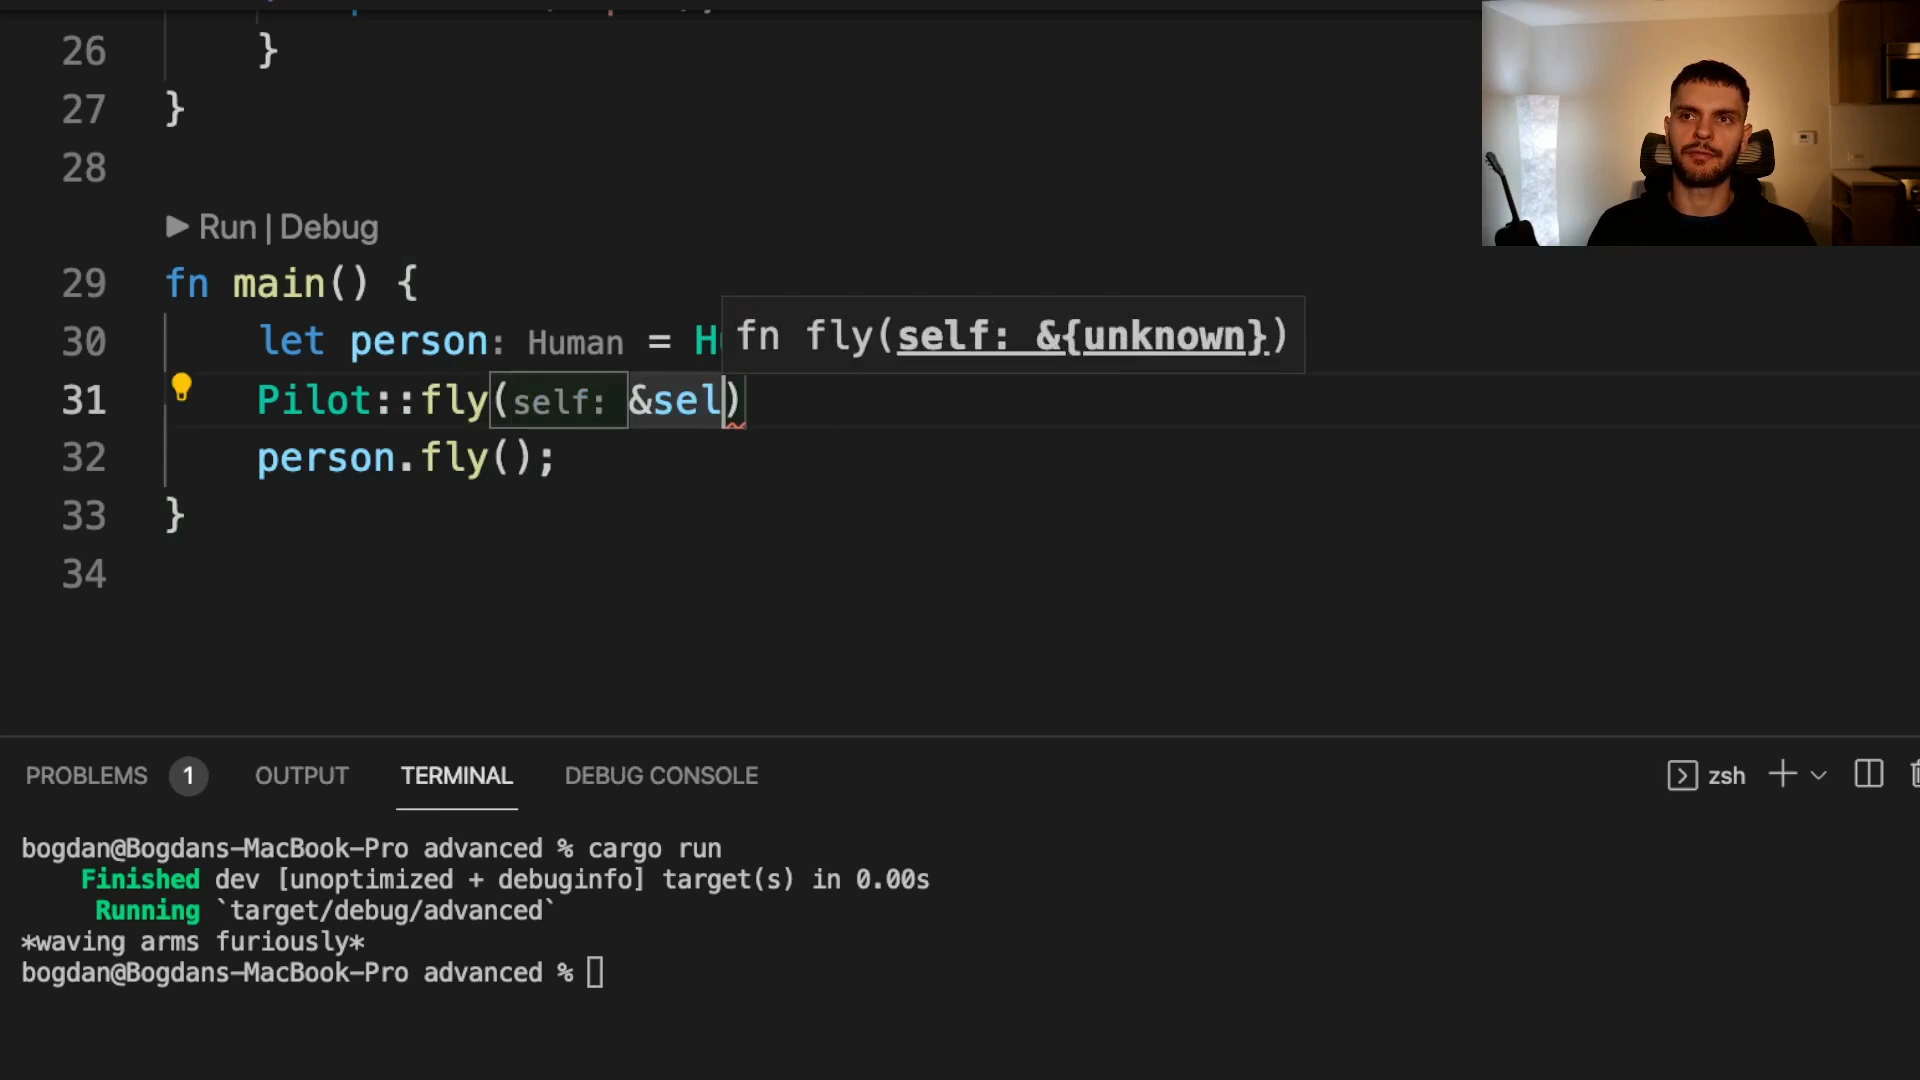 26 }
27 }
28
▶ Run | Debug
29 fn main() {
30 let person: Human = H
fn fly(self: &{unknown})
31 Pilot::fly(self: &sel)
32 person.fly();
33 }
34
PROBLEMS 1 OUTPUT TERMINAL DEBUG CONSOLE zsh
bogdan@Bogdans-MacBook-Pro advanced % cargo run
Finished dev [unoptimized + debuginfo] target(s) in 0.00s
Running `target/debug/advanced`
*waving arms furiously*
bogdan@Bogdans-MacBook-Pro advanced %